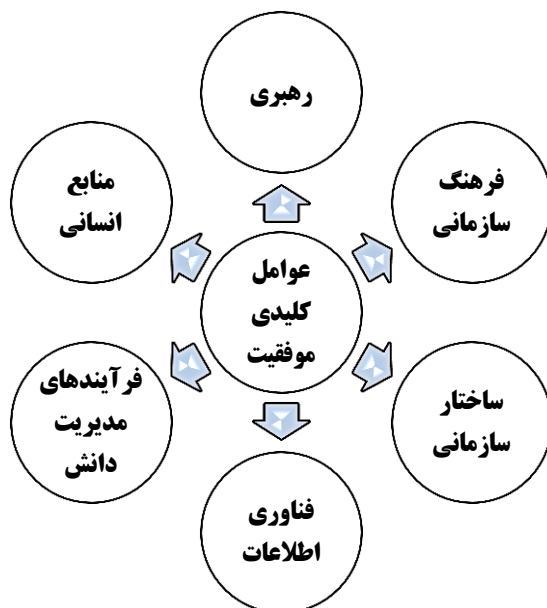 رهبری
فرهنگ
سازمانی
ساختار
سازمانی
فناوری
اطلاعات
فرآیندهای
مدیریت
دانش
منابع
انسانی
عوامل
کلیدی
موفقیت